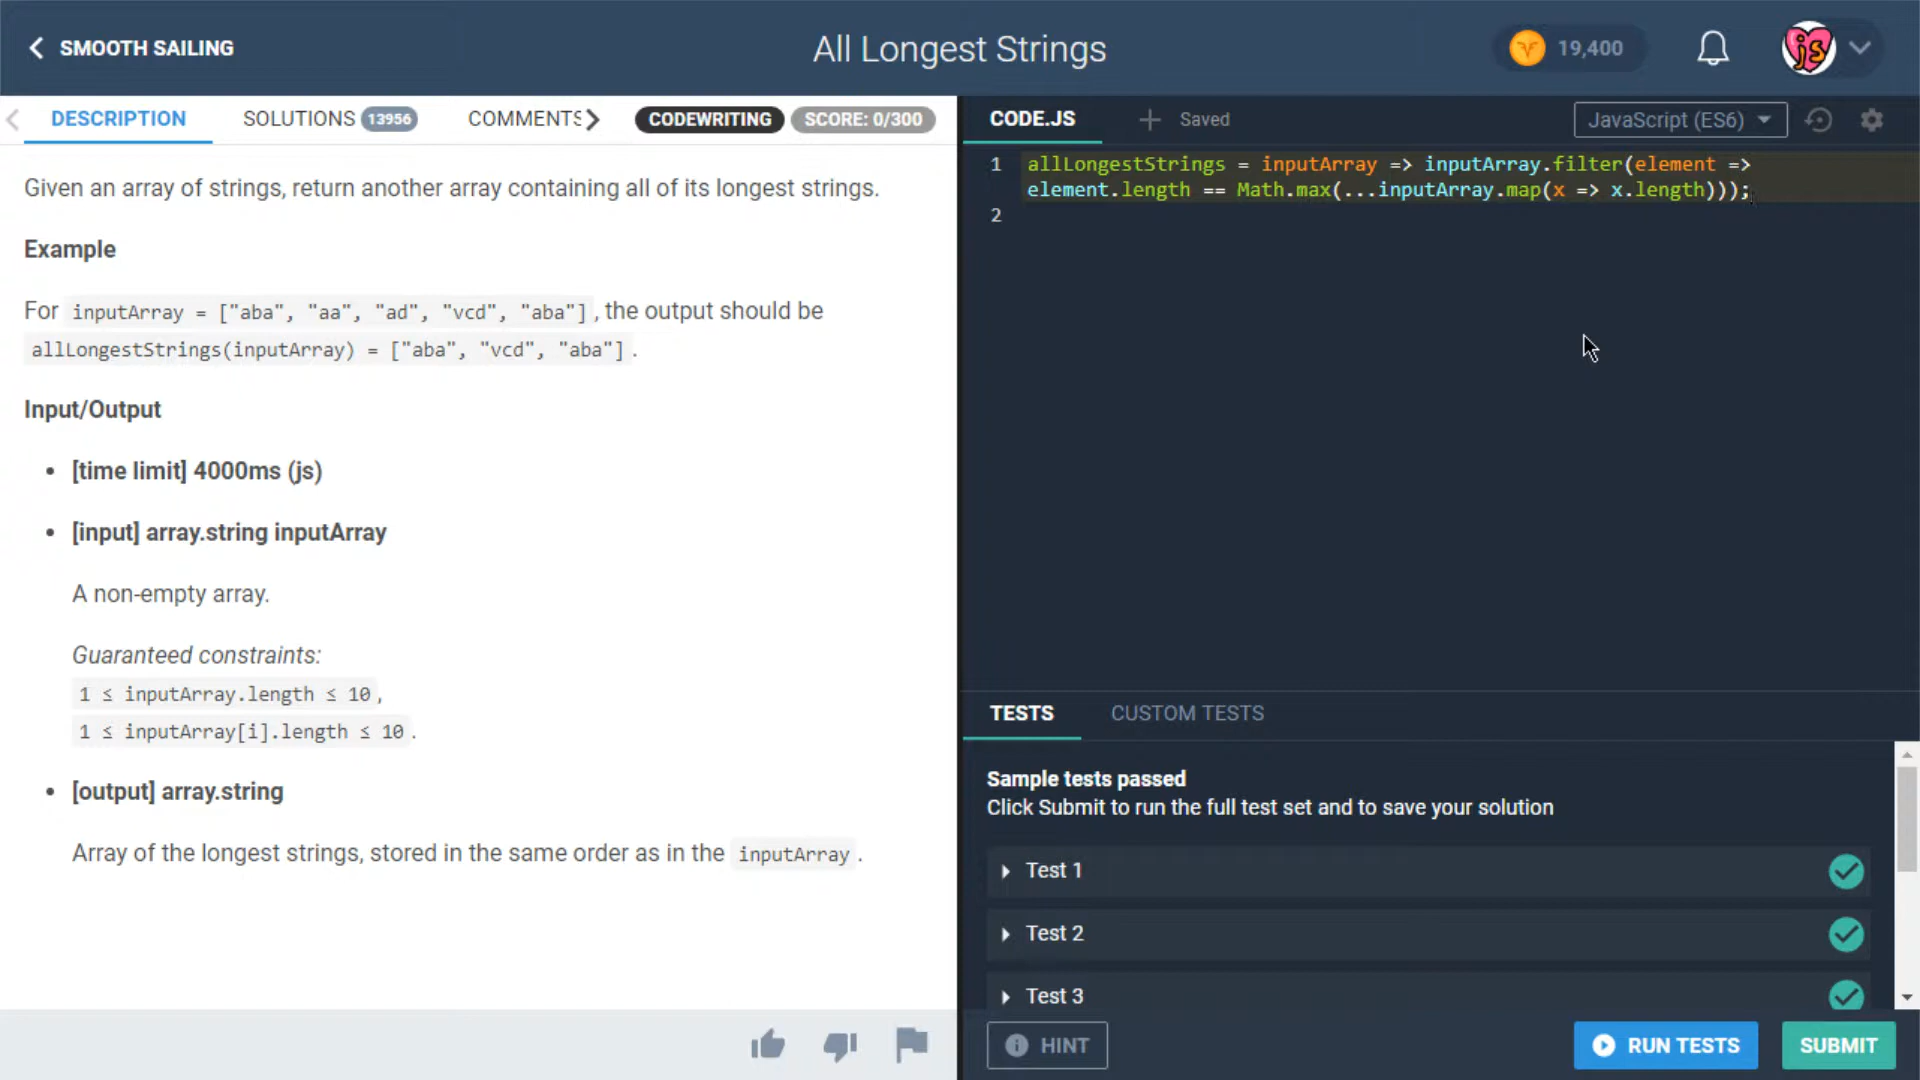 SMOOTH SAILING
All Longest Strings
19,400
js
DESCRIPTION
SOLUTIONS 13956
COMMENTS
CODEWRITING
SCORE: 0/300
Given an array of strings, return another array containing all of its longest strings.
Example
For inputArray = ["aba", "aa", "ad", "vcd", "aba"], the output should be
allLongestStrings(inputArray) = ["aba", "vcd", "aba"].
Input/Output
• [time limit] 4000ms (js)
• [input] array.string inputArray
A non-empty array.
Guaranteed constraints:
1 ≤ inputArray.length ≤ 10,
1 ≤ inputArray[i].length ≤ 10.
• [output] array.string
Array of the longest strings, stored in the same order as in the inputArray.
CODE.JS
Saved
JavaScript (ES6)
1 allLongestStrings = inputArray => inputArray.filter(element =>
element.length == Math.max(...inputArray.map(x => x.length)));
2
TESTS
CUSTOM TESTS
Sample tests passed
Click Submit to run the full test set and to save your solution
Test 1
Test 2
Test 3
HINT
RUN TESTS
SUBMIT